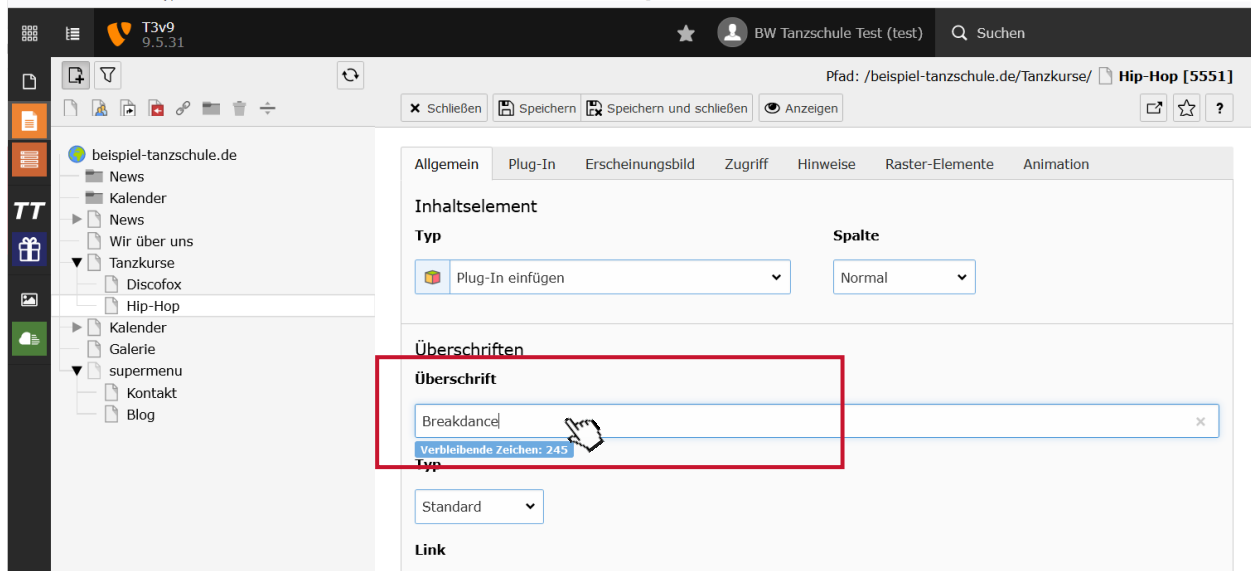 T3v9
9.5.31
BW Tanzschule Test (test)
Suchen
Pfad: /beispiel-tanzschule.de/Tanzkurse/ Hip-Hop [5551]
Schließen Speichern Speichern und schließen Anzeigen ?
TT
beispiel-tanzschule.de
News
Kalender
News
Wir über uns
Tanzkurse
Discofox
Hip-Hop
Kalender
Galerie
supermenu
Kontakt
Blog
Allgemein Plug-In Erscheinungsbild Zugriff Hinweise Raster-Elemente Animation
Inhaltselement
Typ Spalte
Plug-In einfügen Normal
Überschriften
Überschrift
Breakdance
Verbleibende Zeichen: 245
Typ
Standard
Link